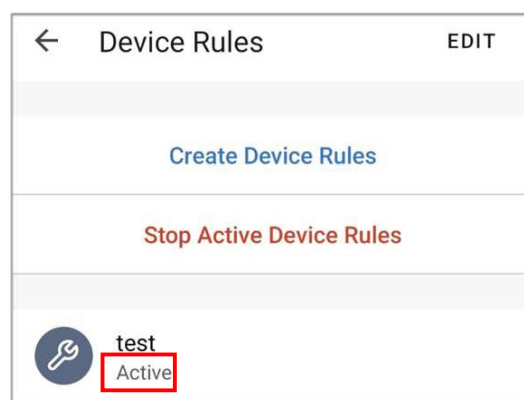 Device Rules
EDIT
Create Device Rules
Stop Active Device Rules
test
Active